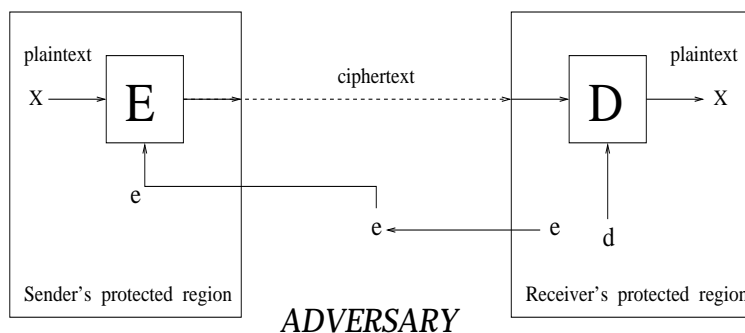 plaintext
plaintext
ciphertext
X
E
D
X
e
e
e
d
Sender's protected region
Receiver's protected region
ADVERSARY